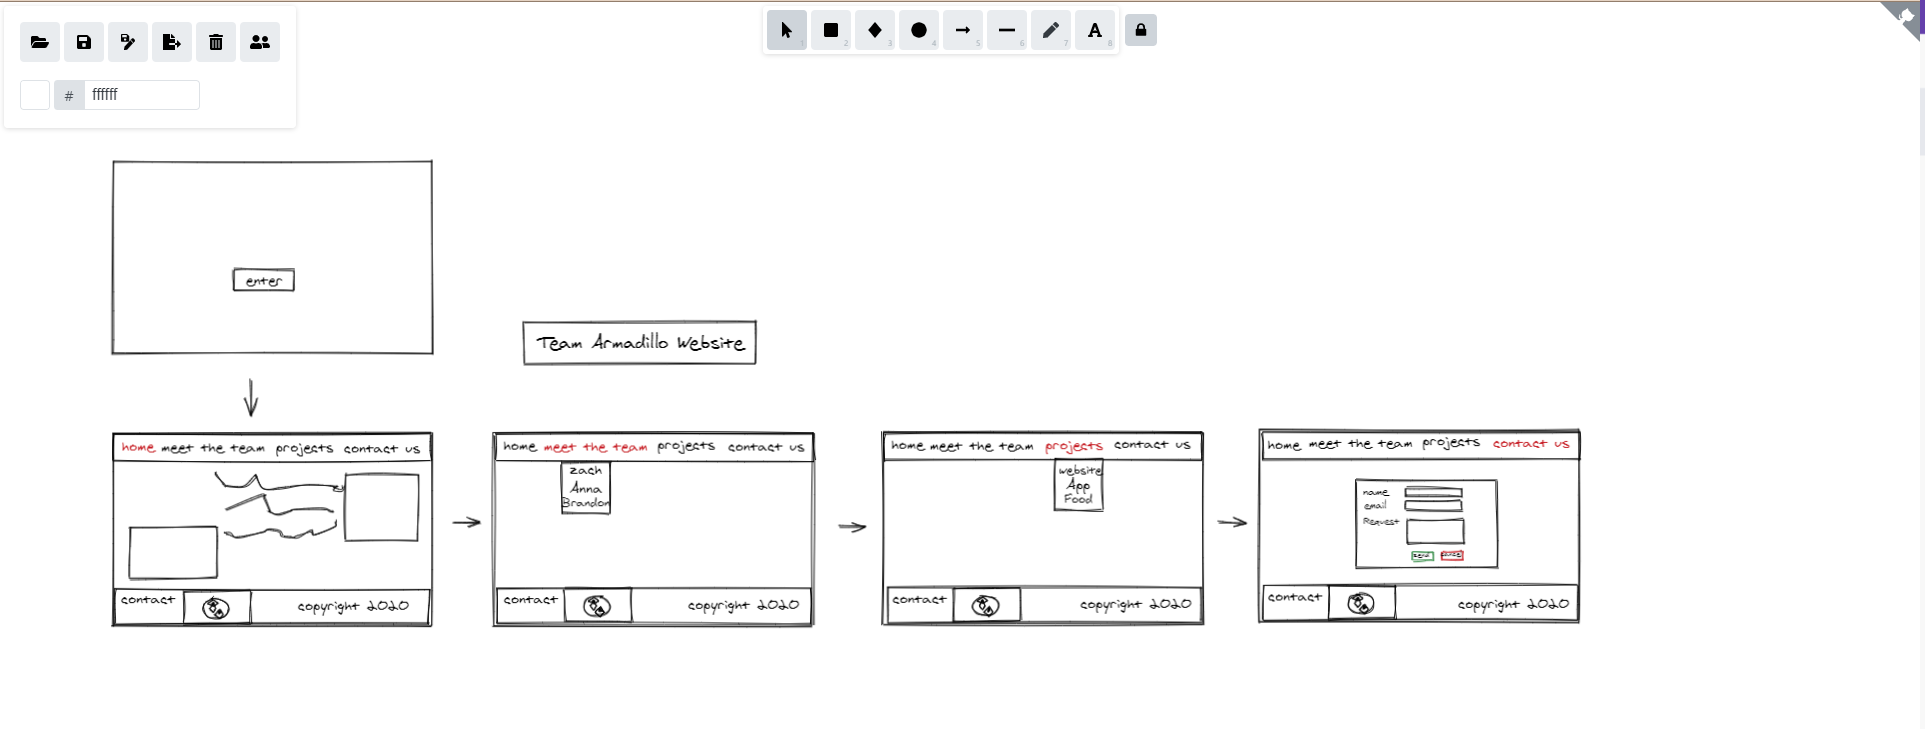 1 2 3 4 5 6 7 8
# ffffff
enter
Team Armadillo Website
home meet the team projects contact us
contact
copyright 2020
home meet the team projects contact us
zach
Anna
Brandon
contact
copyright 2020
home meet the team projects contact us
website
App
Food
contact
copyright 2020
home meet the team projects contact us
name
email
Request
send cancel
contact
copyright 2020